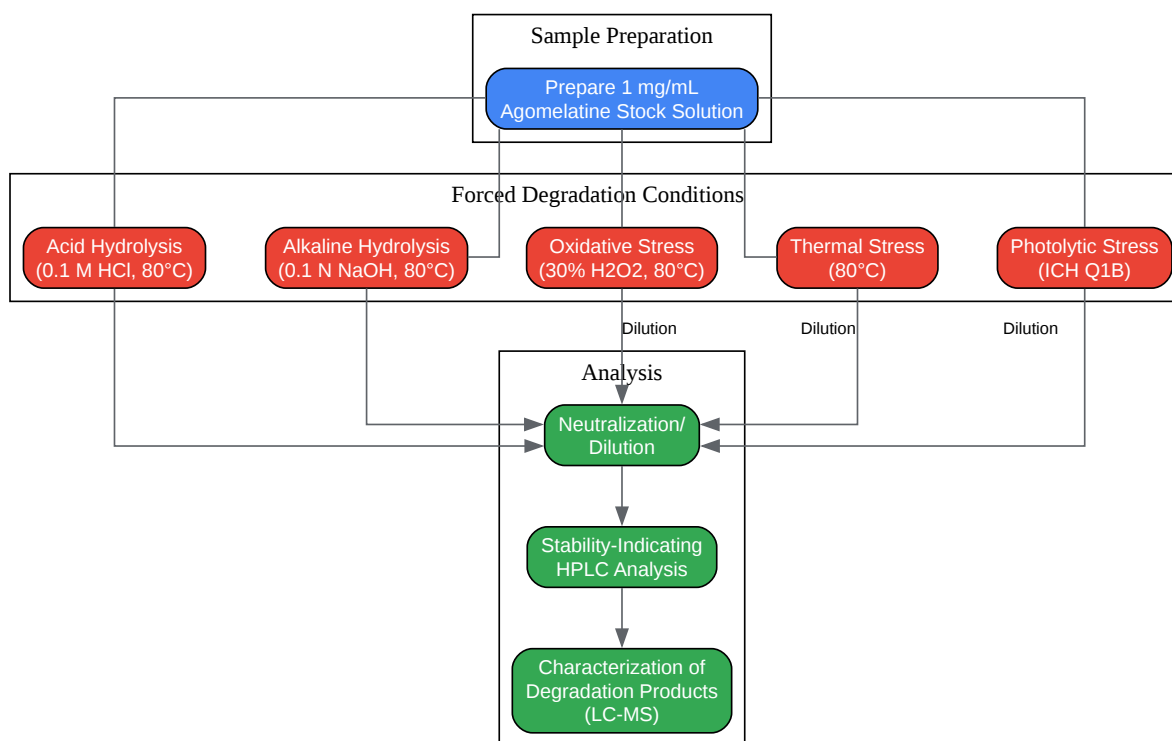 Sample Preparation
Prepare 1 mg/mL
Agomelatine Stock Solution
Forced Degradation Conditions
Acid Hydrolysis
(0.1 M HCl, 80°C)
Alkaline Hydrolysis
(0.1 N NaOH, 80°C)
Oxidative Stress
(30% H2O2, 80°C)
Thermal Stress
(80°C)
Photolytic Stress
(ICH Q1B)
Dilution
Dilution
Dilution
Analysis
Neutralization/
Dilution
Stability-Indicating
HPLC Analysis
Characterization of
Degradation Products
(LC-MS)